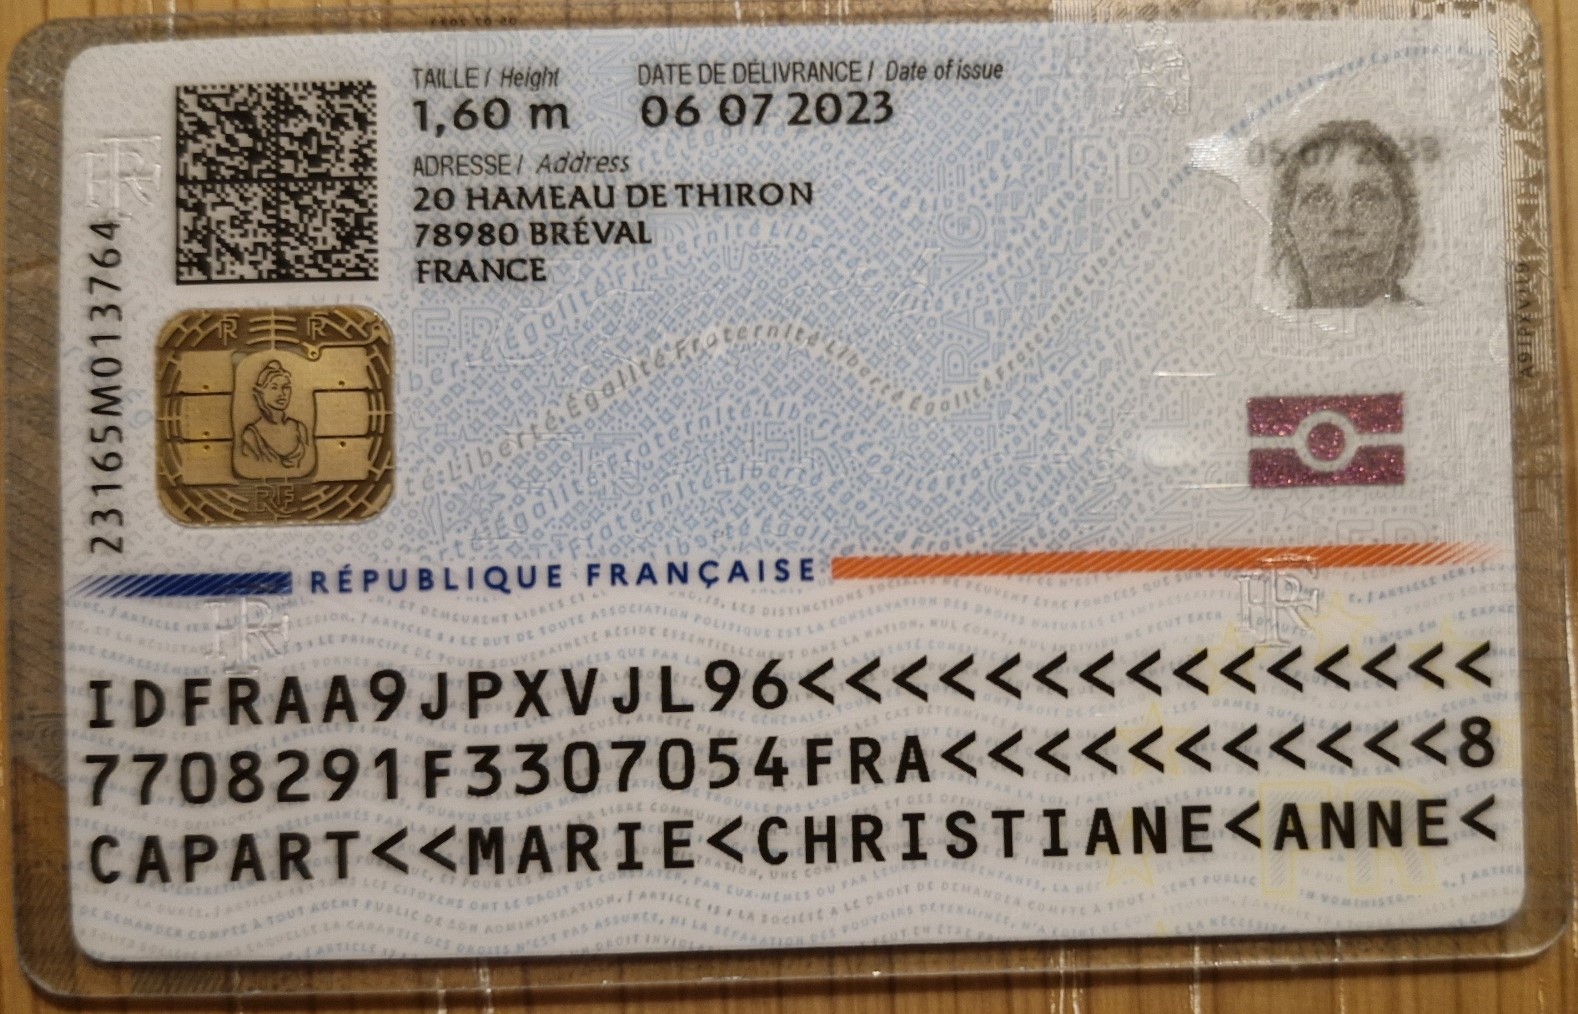 TAILLE / Height
1,60 m
DATE DE DÉLIVRANCE / Date of issue
06 07 2023
ADRESSE / Address
20 HAMEAU DE THIRON
78980 BRÉVAL
FRANCE
23165M013764
RÉPUBLIQUE FRANÇAISE
IDFRAA9JPXVJL96<<<<<<<<<<<<<<<
7708291F3307054FRA<<<<<<<<<<<8
CAPART<<MARIE<CHRISTIANE<ANNE<